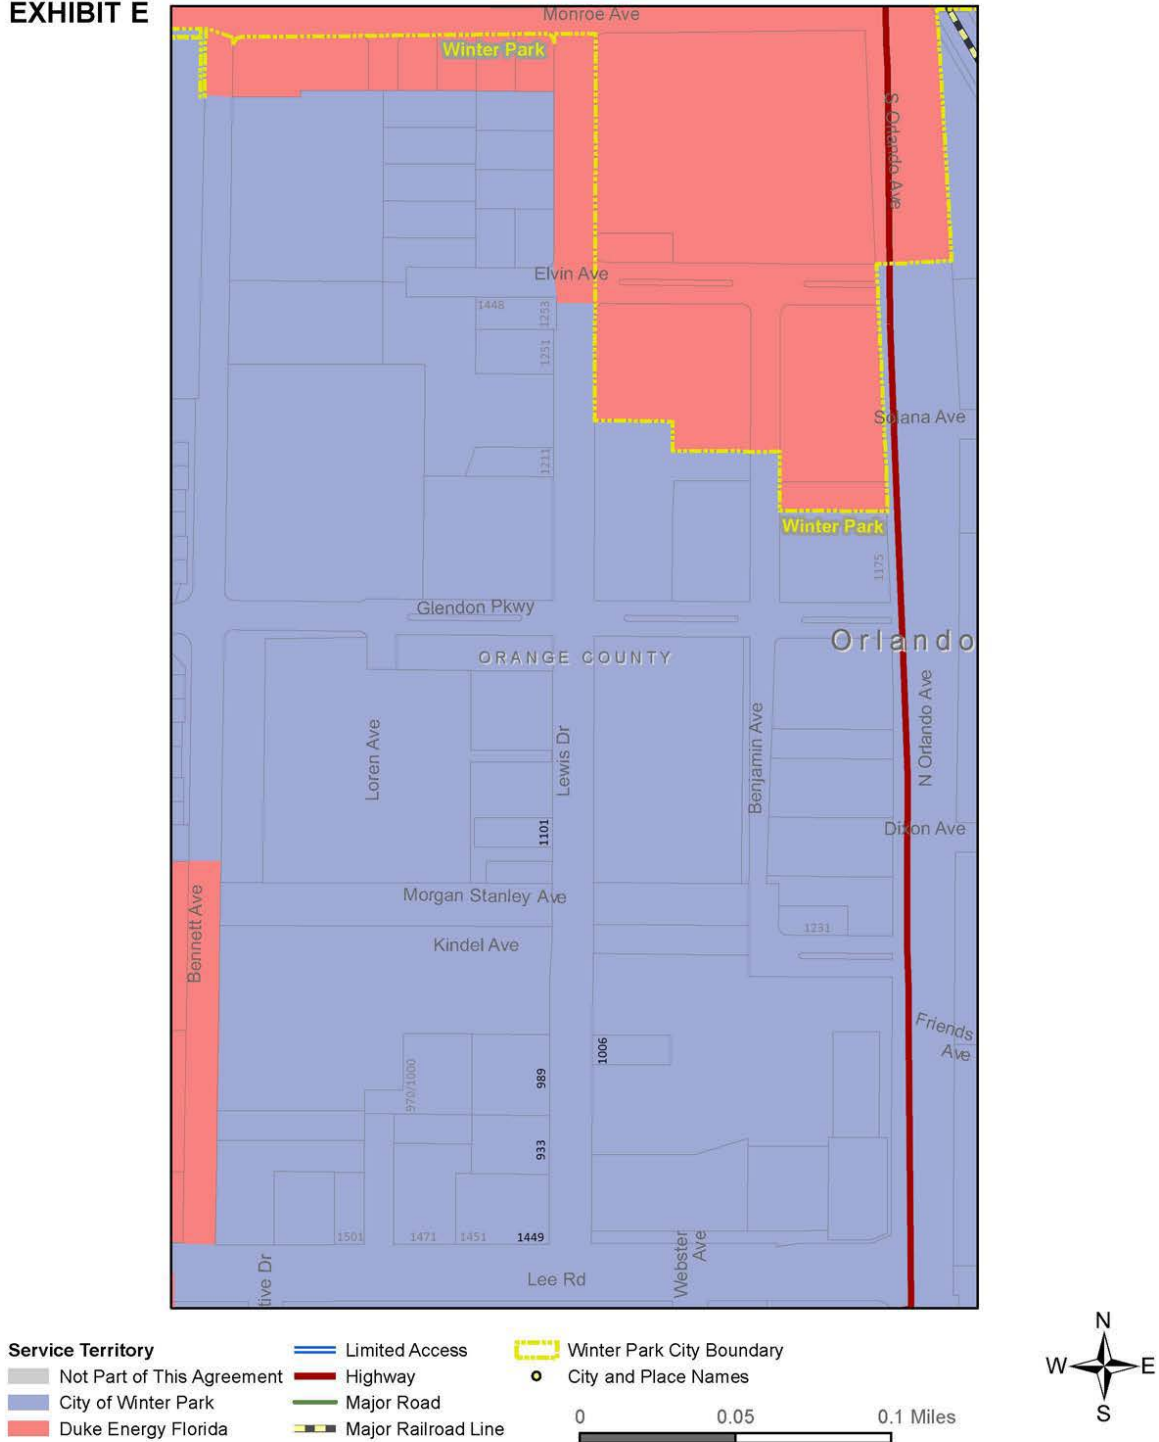 EXHIBIT E
Monroe Ave
Winter Park
S Orlando Ave
Elvin Ave
1448
1253
1251
Solana Ave
1211
Winter Park
1175
Glendon Pkwy
Orlando
ORANGE COUNTY
Loren Ave
Lewis Dr
Benjamin Ave
N Orlando Ave
1101
Dixon Ave
Morgan Stanley Ave
Bennett Ave
1231
Kindel Ave
Friends
Ave
1006
970/1000
989
933
1501
1471
1451
1449
Webster
Ave
tive Dr
Lee Rd
Service Territory
Not Part of This Agreement
City of Winter Park
Duke Energy Florida
Limited Access
Highway
Major Road
Major Railroad Line
Winter Park City Boundary
City and Place Names
0 0.05 0.1 Miles
N
W E
S